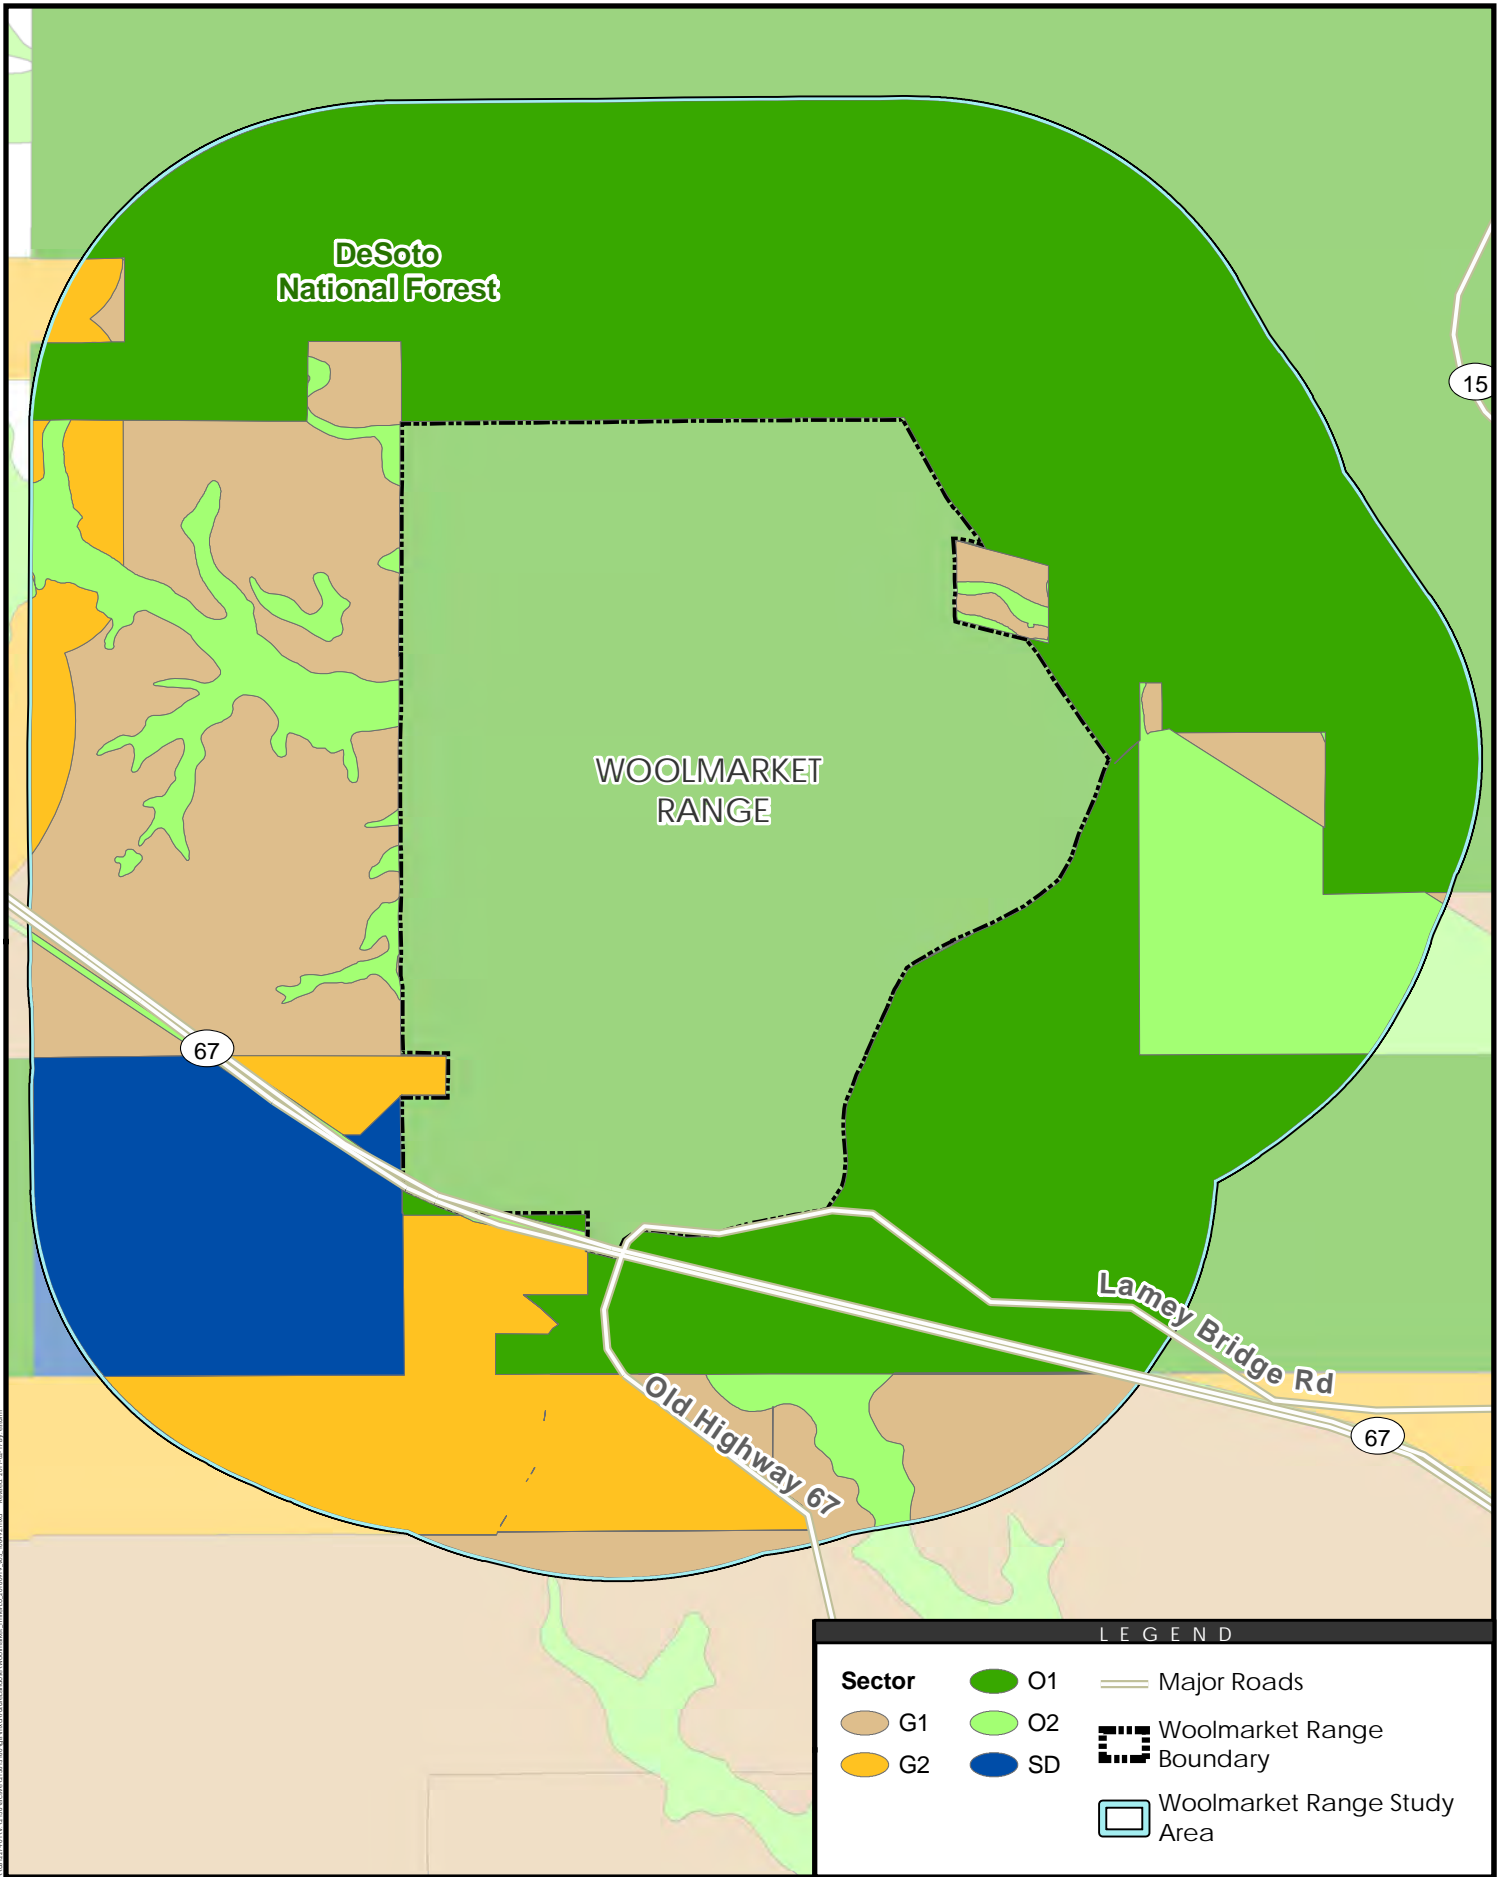 DeSoto
National Forest
15
WOOLMARKET
RANGE
67
Lamey Bridge Rd
Old Highway 67
67
LEGEND
Sector
G1
G2
O1
O2
SD
Major Roads
Woolmarket Range
Boundary
Woolmarket Range Study
Area